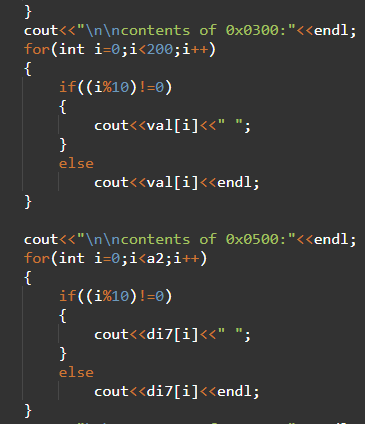 }
cout<<"\n\ncontents of 0x0300:"<<endl;
for(int i=0;i<200;i++)
{
    if((i%10)!=0)
    {
        cout<<val[i]<<" ";
    }
    else
        cout<<val[i]<<endl;
}

cout<<"\n\ncontents of 0x0500:"<<endl;
for(int i=0;i<a2;i++)
{
    if((i%10)!=0)
    {
        cout<<di7[i]<<" ";
    }
    else
        cout<<di7[i]<<endl;
}